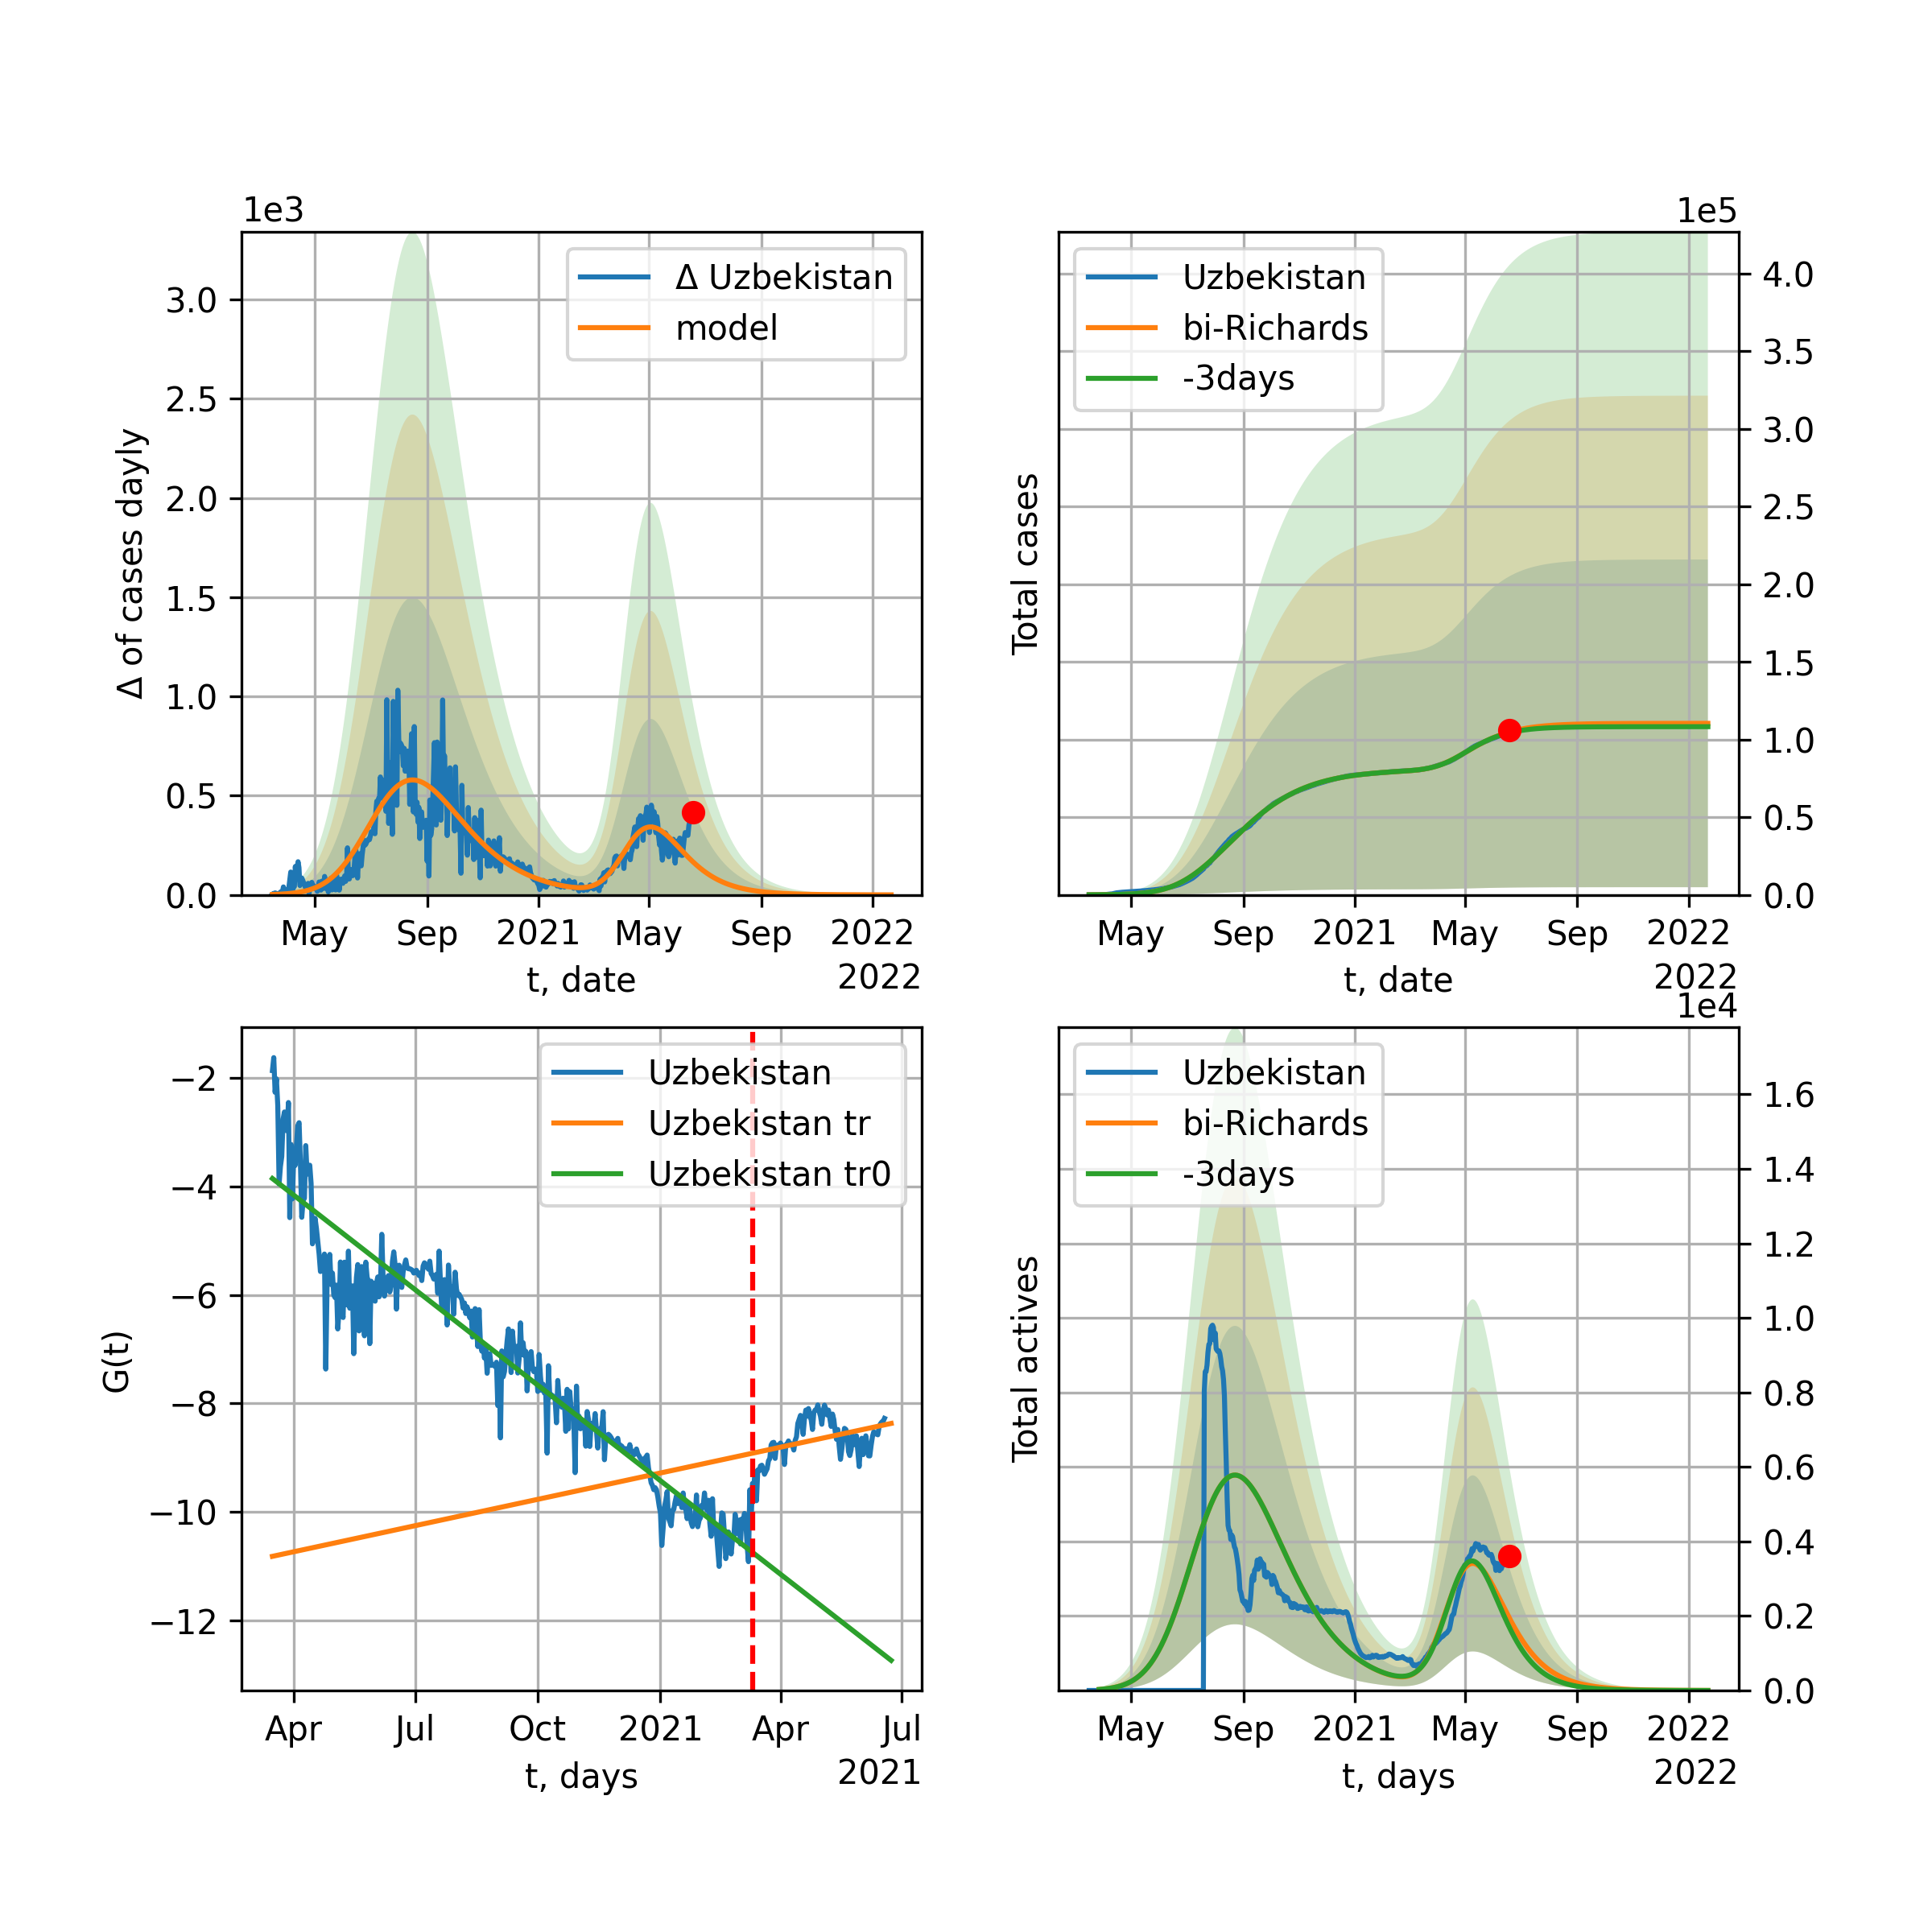 1e3
Δ of cases dayly
3.0
2.5
2.0
1.5
1.0
0.5
0.0
Δ Uzbekistan
model
May Sep 2021 May Sep 2022
t, date
2022
1e5
Total cases
Uzbekistan
bi-Richards
-3days
4.0
3.5
3.0
2.5
2.0
1.5
1.0
0.5
0.0
May Sep 2021 May Sep 2022
t, date
2022
G(t)
−2
−4
−6
−8
−10
−12
Uzbekistan
Uzbekistan tr
Uzbekistan tr0
Apr Jul Oct 2021 Apr Jul
t, days
2021
1e4
Total actives
Uzbekistan
bi-Richards
-3days
1.6
1.4
1.2
1.0
0.8
0.6
0.4
0.2
0.0
May Sep 2021 May Sep 2022
t, days
2022